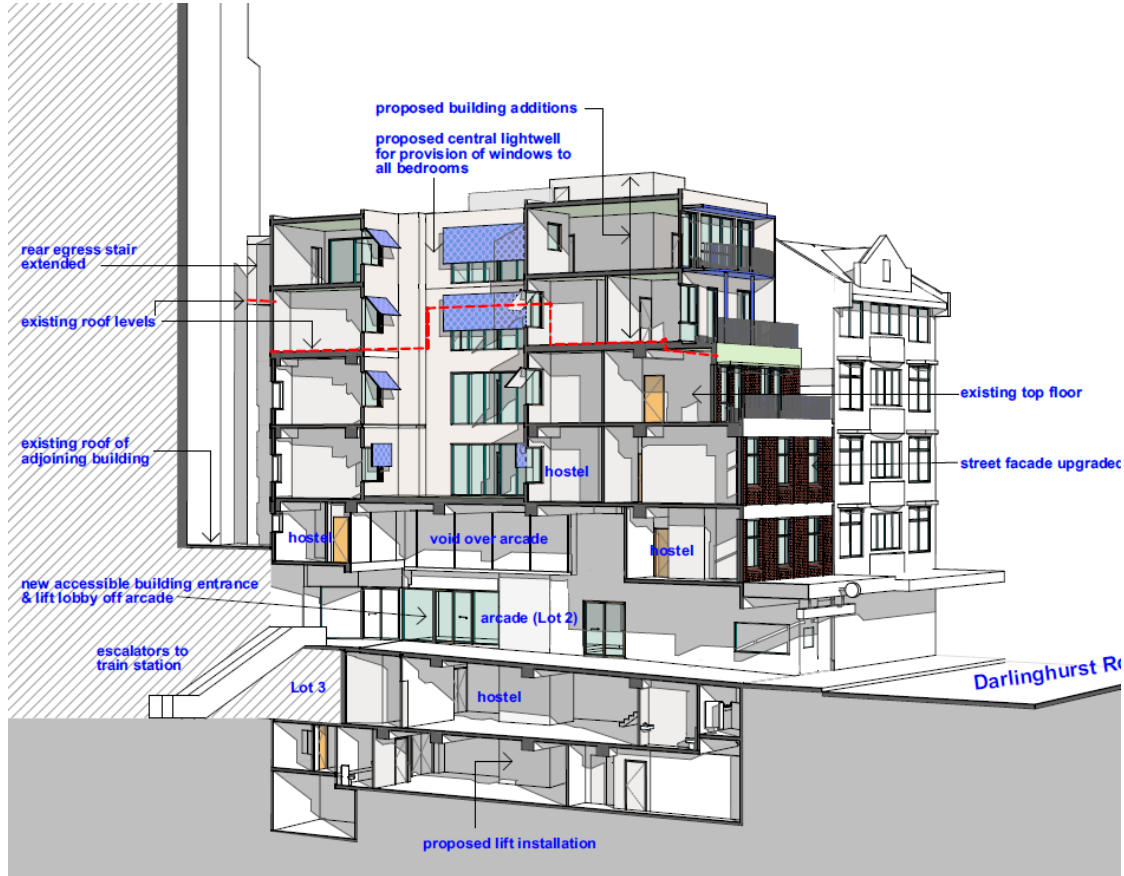 proposed building additions
proposed central lightwell
for provision of windows to
all bedrooms
rear egress stair
extended
existing roof levels
existing top floor
existing roof of
adjoining building
hostel
street facade upgraded
hostel
void over arcade
hostel
new accessible building entrance
& lift lobby off arcade
arcade (Lot 2)
escalators to
train station
Lot 3
hostel
Darlinghurst Ro
proposed lift installation